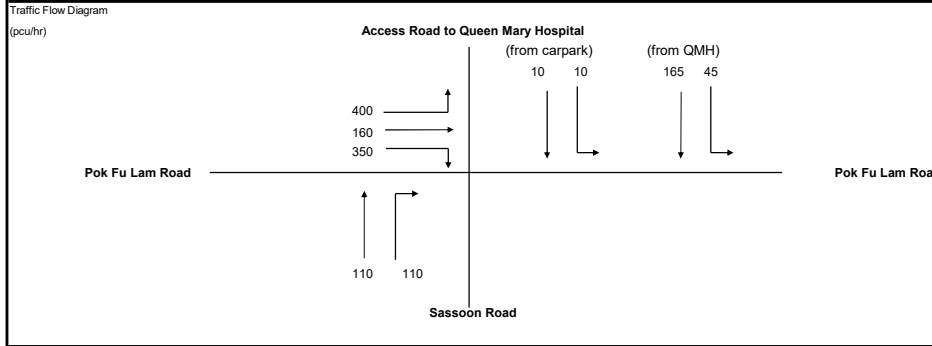 Traffic Flow Diagram
(pcu/hr)
Access Road to Queen Mary Hospital
(from carpark) (from QMH)
10 10 165 45
400
160
350
Pok Fu Lam Road Pok Fu Lam Roa
110 110
Sassoon Road